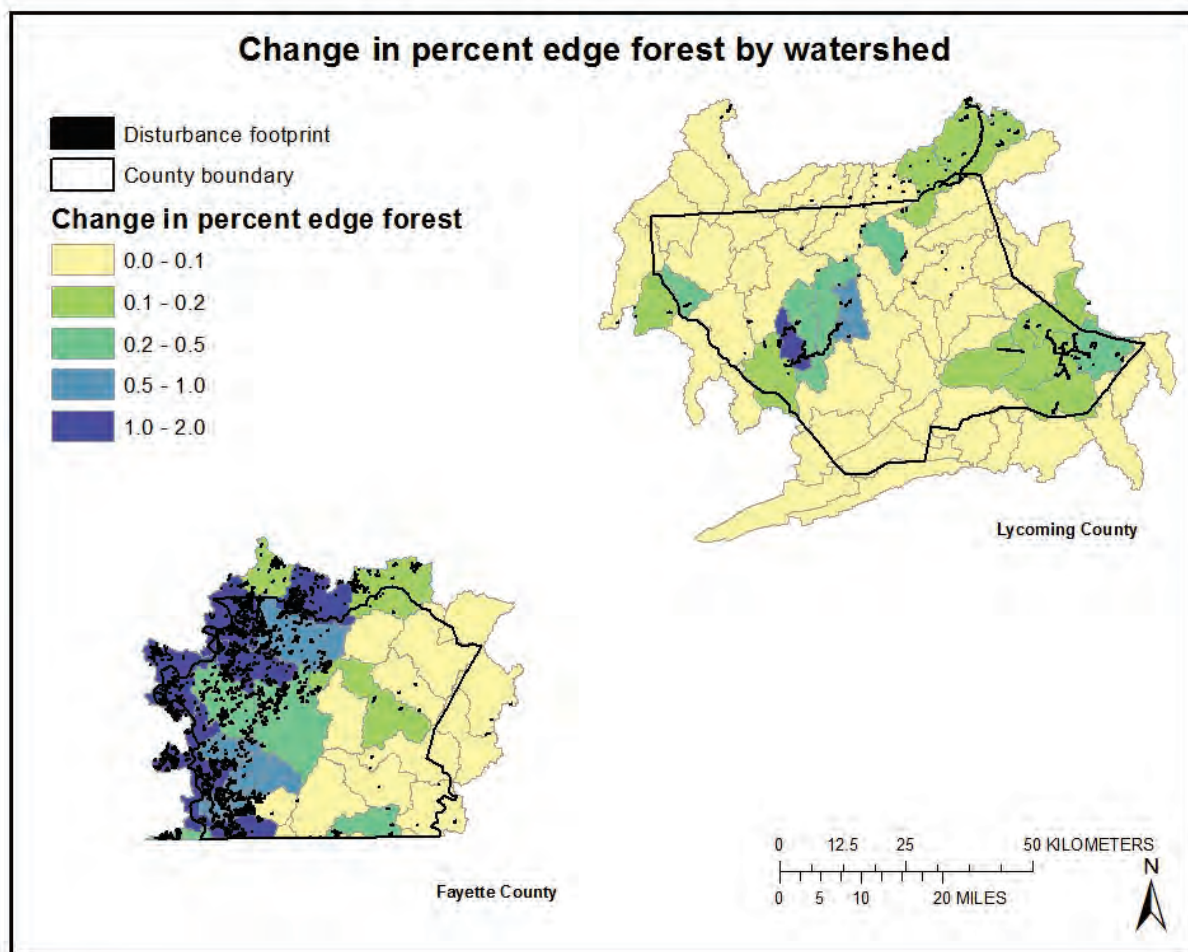 Change in percent edge forest by watershed
Disturbance footprint
County boundary
Change in percent edge forest
0.0 - 0.1
0.1 - 0.2
0.2 - 0.5
0.5 - 1.0
1.0 - 2.0
Lycoming County
Fayette County
0 12.5 25 50 KILOMETERS
0 5 10 20 MILES
N